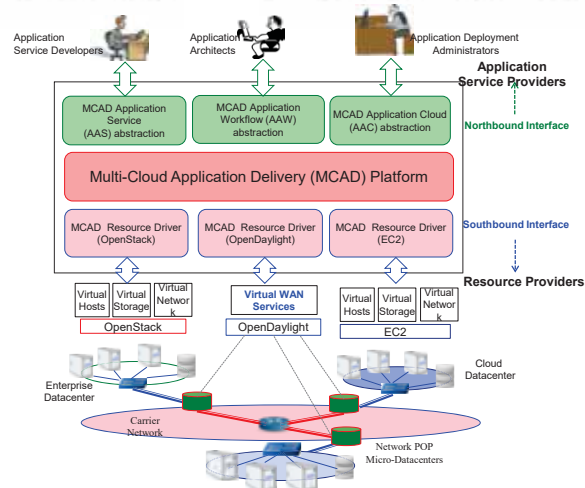 Application
Service Developers
Application
Architects
Application Deployment
Administrators
Application
Service Providers
MCAD Application
Service
(AAS) abstraction
MCAD Application
Workflow (AAW)
abstraction
MCAD Application Cloud
(AAC) abstraction
Northbound Interface
Multi-Cloud Application Delivery (MCAD) Platform
MCAD Resource Driver
(OpenStack)
MCAD Resource Driver
(OpenDaylight)
MCAD Resource Driver
(EC2)
Southbound Interface
Resource Providers
Virtual
Hosts
Virtual
Storage
Virtual
Networ
k
OpenStack
Virtual WAN
Services
OpenDaylight
Virtual
Hosts
Virtual
Storage
Virtual
Networ
k
EC2
Enterprise
Datacenter
Cloud
Datacenter
Carrier
Network
Network POP
Micro-Datacenters